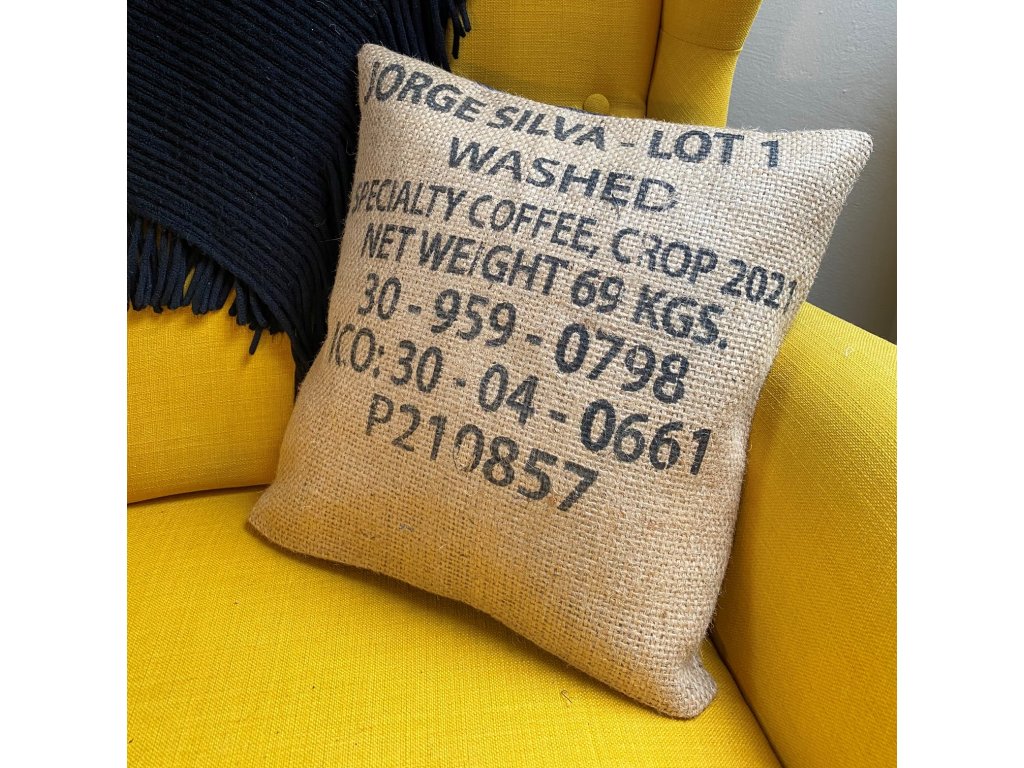 JORGE SILVA - LOT 1
WASHED
SPECIALTY COFFEE, CROP 2021
NET WEIGHT 69 KGS.
30 - 959 - 0798
ICO: 30 - 04 - 0661
P210857